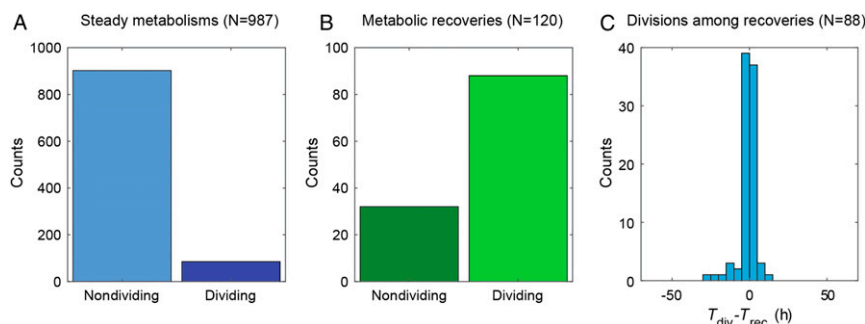 A
Steady metabolisms (N=987)
Counts
1000
800
600
400
200
0
Nondividing
Dividing
B
Metabolic recoveries (N=120)
Counts
100
80
60
40
20
0
Nondividing
Dividing
C
Divisions among recoveries (N=88)
Counts
40
30
20
10
0
-50
0
50
T_div-T_rec (h)